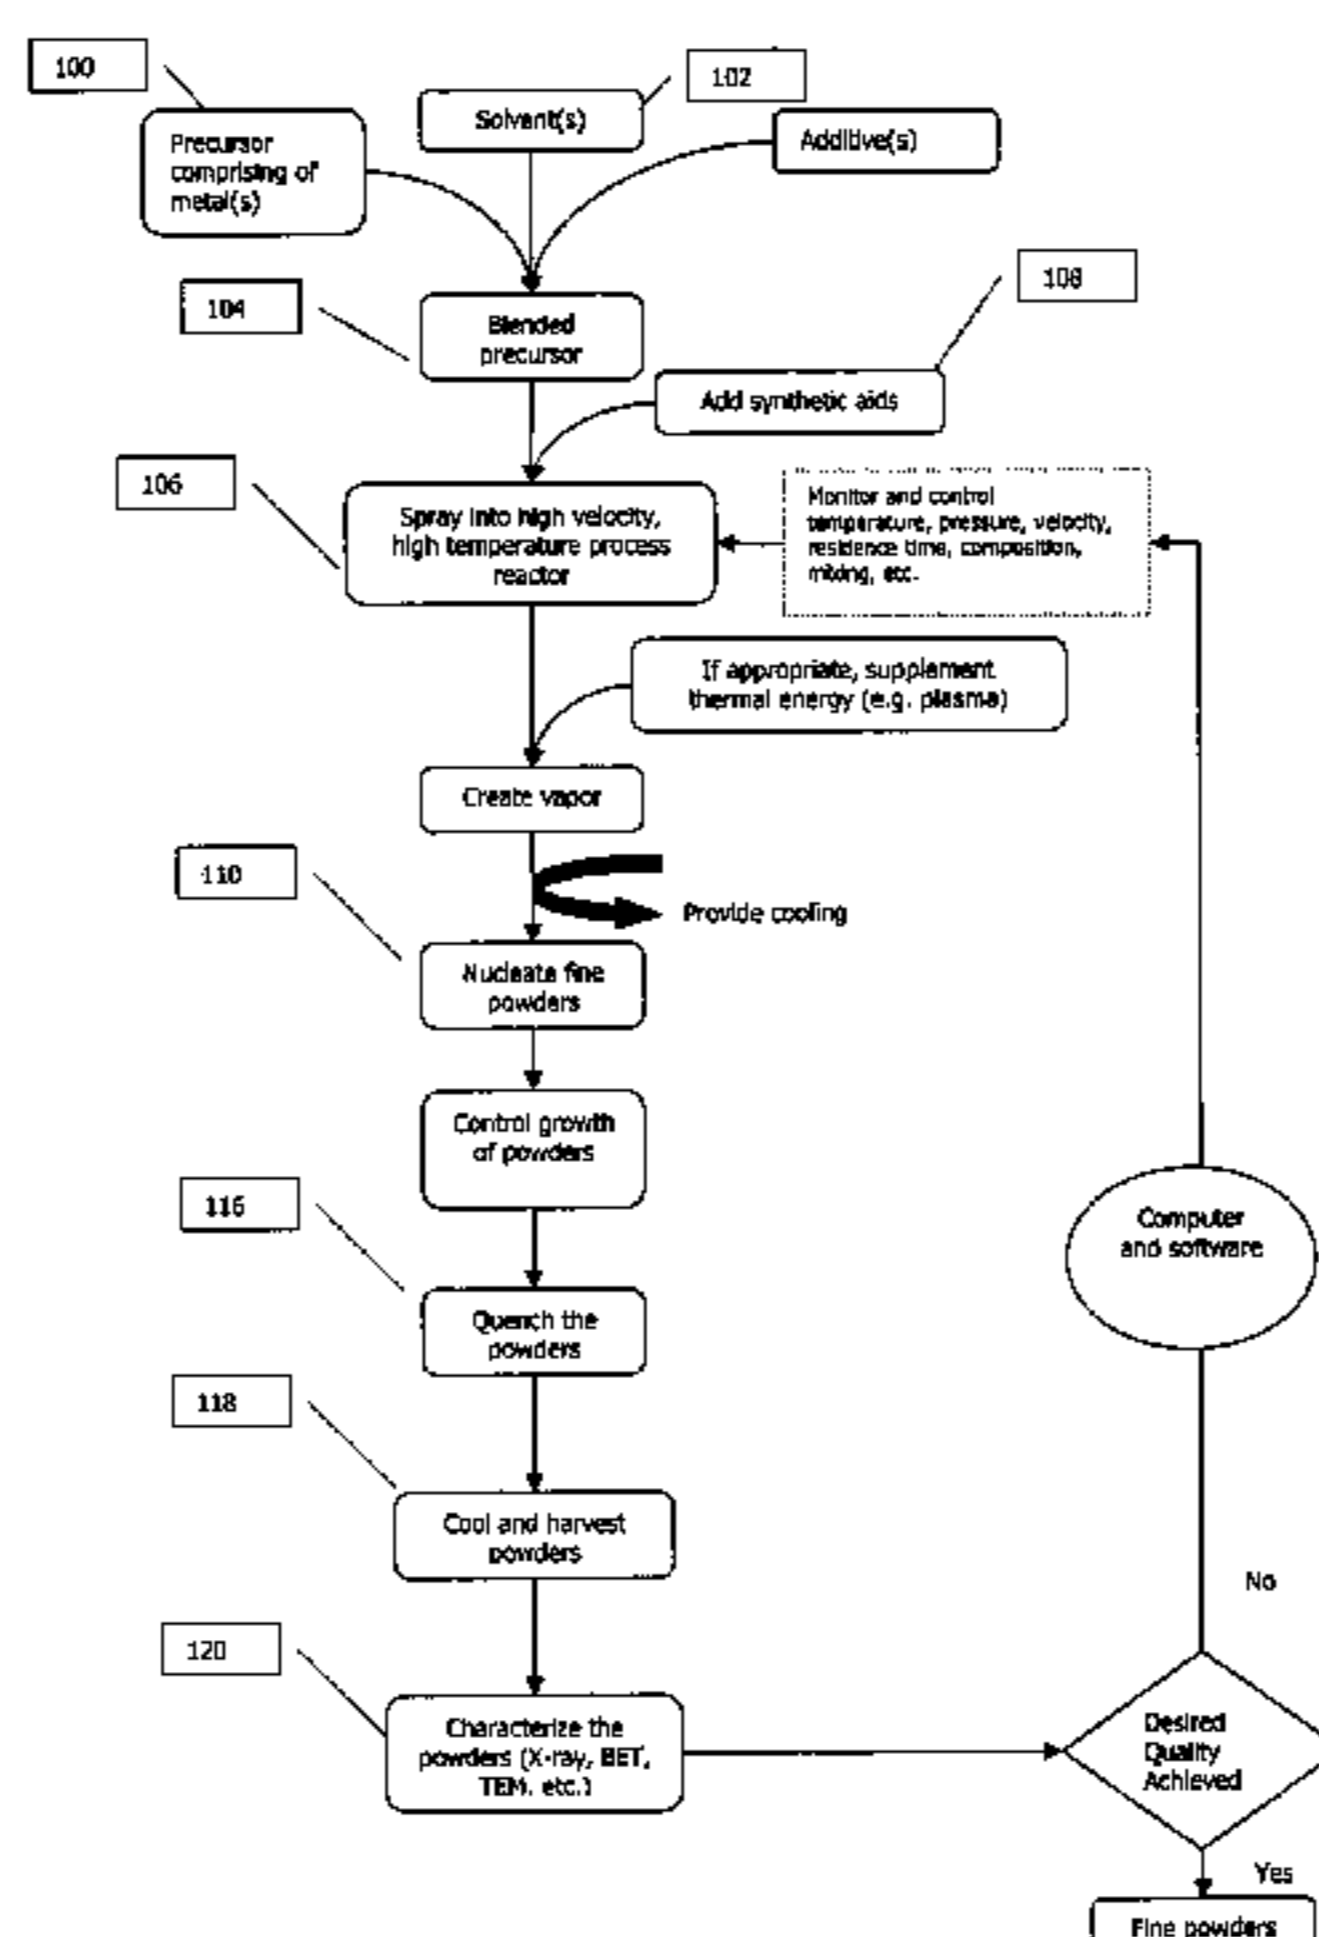 100
102
Solvent(s)
Additive(s)
Precursor
comprising of
metal(s)
108
104
Blended
precursor
Add synthetic aids
106
Spray into high velocity,
high temperature process
reactor
Monitor and control
temperature, pressure, velocity,
residence time, composition,
mixing, etc.
If appropriate, supplement
thermal energy (e.g. plasma)
Create vapor
110
Provide cooling
Nucleate fine
powders
Control growth
of powders
116
Quench the
powders
Computer
and software
118
Cool and harvest
powders
No
120
Characterize the
powders (X-ray, BET,
TEM, etc.)
Desired
Quality
Achieved
Yes
Fine powders